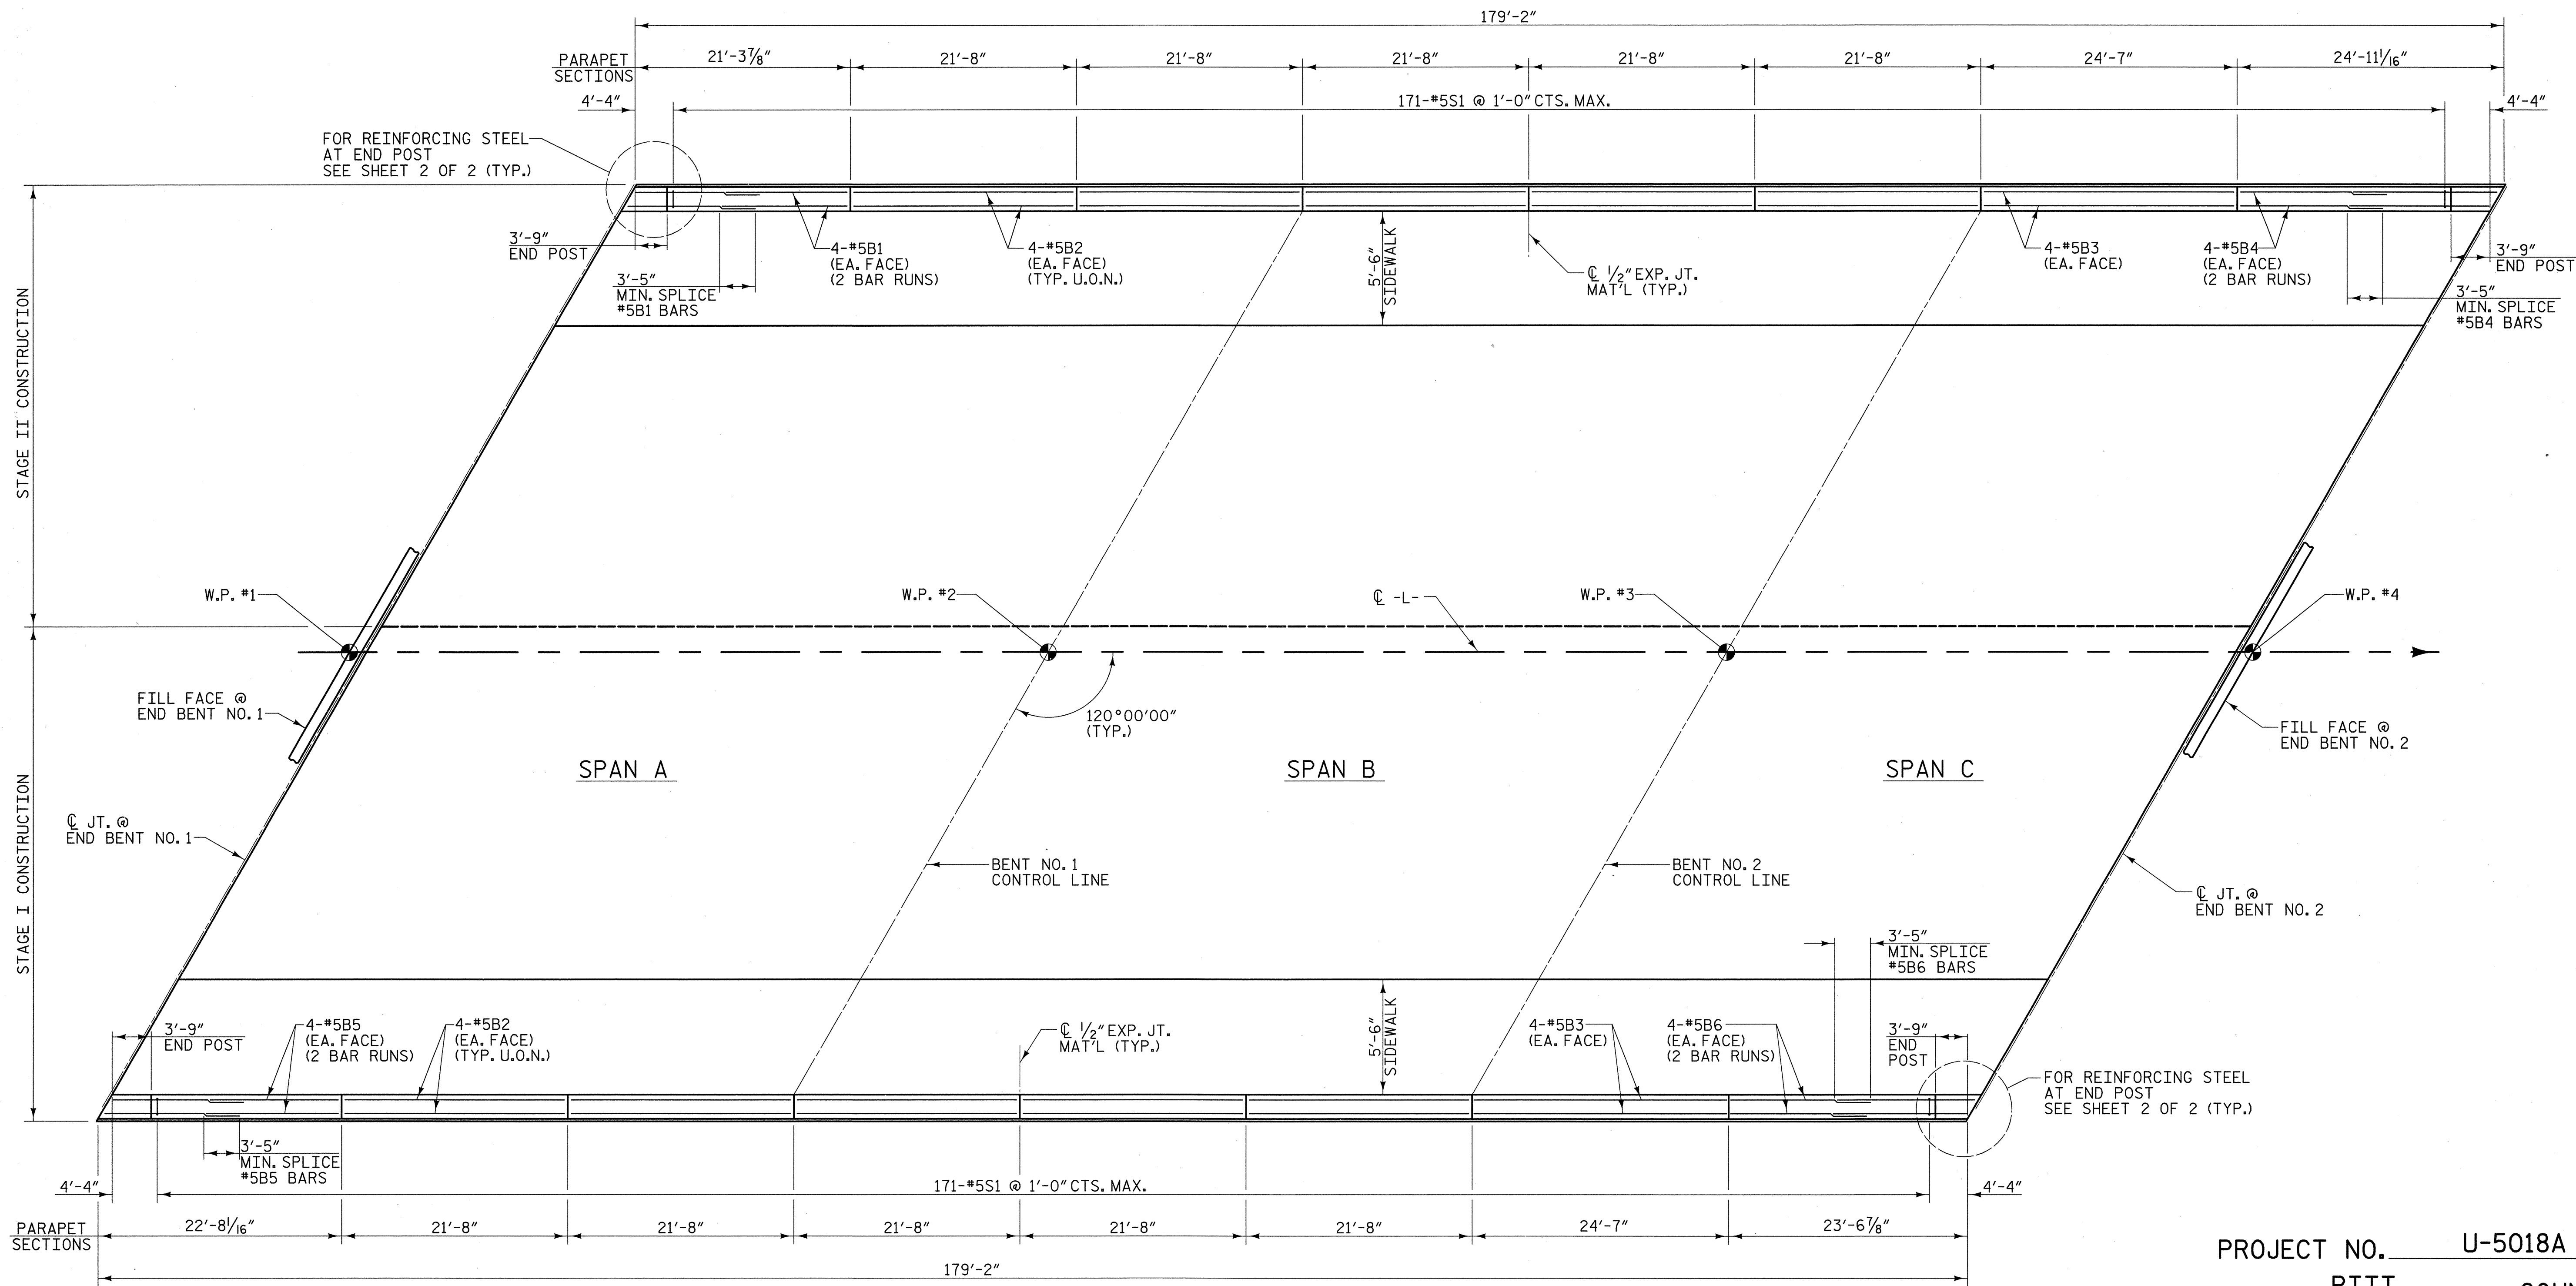 179'-2"
PARAPET
SECTIONS
21'-3⅞"
21'-8"
21'-8"
21'-8"
21'-8"
21'-8"
24'-7"
24'-11 1/16"
4'-4"
171-#5S1 @ 1'-0" CTS. MAX.
4'-4"
FOR REINFORCING STEEL
AT END POST
SEE SHEET 2 OF 2 (TYP.)
3'-9"
END POST
3'-5"
MIN. SPLICE
#5B1 BARS
4-#5B1
(EA. FACE)
(2 BAR RUNS)
4-#5B2
(EA. FACE)
(TYP. U.O.N.)
5'-6"
SIDEWALK
℄ ½" EXP. JT.
MAT'L (TYP.)
4-#5B3
(EA. FACE)
4-#5B4
(EA. FACE)
(2 BAR RUNS)
3'-9"
END POST
3'-5"
MIN. SPLICE
#5B4 BARS
STAGE II CONSTRUCTION
W.P. #1
W.P. #2
℄ -L-
W.P. #3
W.P. #4
FILL FACE @
END BENT NO. 1
120°00'00"
(TYP.)
FILL FACE @
END BENT NO. 2
SPAN A
SPAN B
SPAN C
STAGE I CONSTRUCTION
℄ JT. @
END BENT NO. 1
BENT NO. 1
CONTROL LINE
BENT NO. 2
CONTROL LINE
℄ JT. @
END BENT NO. 2
3'-5"
MIN. SPLICE
#5B6 BARS
3'-9"
END POST
4-#5B5
(EA. FACE)
(2 BAR RUNS)
4-#5B2
(EA. FACE)
(TYP. U.O.N.)
℄ ½" EXP. JT.
MAT'L (TYP.)
5'-6"
SIDEWALK
4-#5B3
(EA. FACE)
4-#5B6
(EA. FACE)
(2 BAR RUNS)
3'-9"
END
POST
FOR REINFORCING STEEL
AT END POST
SEE SHEET 2 OF 2 (TYP.)
3'-5"
MIN. SPLICE
#5B5 BARS
4'-4"
171-#5S1 @ 1'-0" CTS. MAX.
4'-4"
PARAPET
SECTIONS
22'-8 1/16"
21'-8"
21'-8"
21'-8"
21'-8"
21'-8"
24'-7"
23'-6⅞"
179'-2"
PROJECT NO. U-5018A
PITT